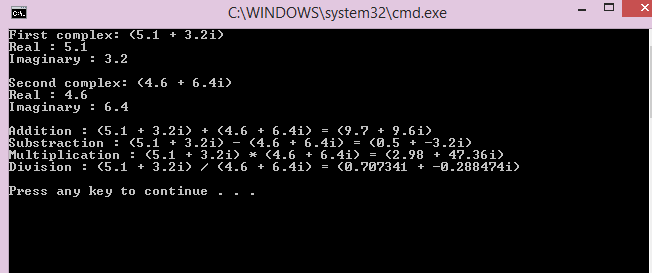 C:\WINDOWS\system32\cmd.exe
First complex: (5.1 + 3.2i)
Real : 5.1
Imaginary : 3.2
Second complex: (4.6 + 6.4i)
Real : 4.6
Imaginary : 6.4
Addition : (5.1 + 3.2i) + (4.6 + 6.4i) = (9.7 + 9.6i)
Substraction : (5.1 + 3.2i) - (4.6 + 6.4i) = (0.5 + -3.2i)
Multiplication : (5.1 + 3.2i) * (4.6 + 6.4i) = (2.98 + 47.36i)
Division : (5.1 + 3.2i) / (4.6 + 6.4i) = (0.707341 + -0.288474i)
Press any key to continue . . .